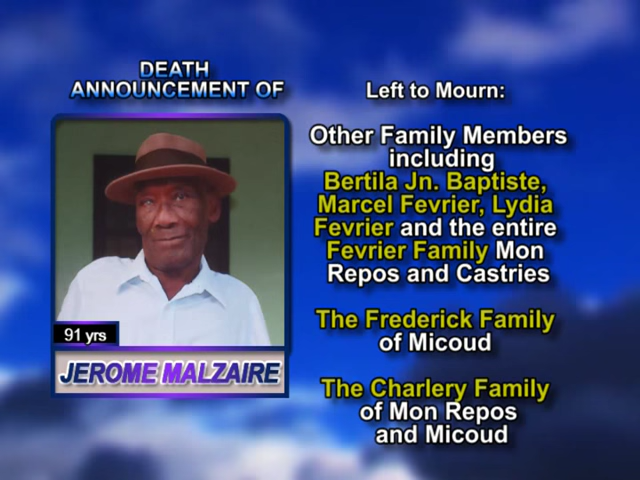 DEATH
ANNOUNCEMENT OF
91 yrs
JEROME MALZAIRE
Left to Mourn:
Other Family Members
including
Bertila Jn. Baptiste,
Marcel Fevrier, Lydia
Fevrier and the entire
Fevrier Family Mon
Repos and Castries
The Frederick Family
of Micoud
The Charlery Family
of Mon Repos
and Micoud